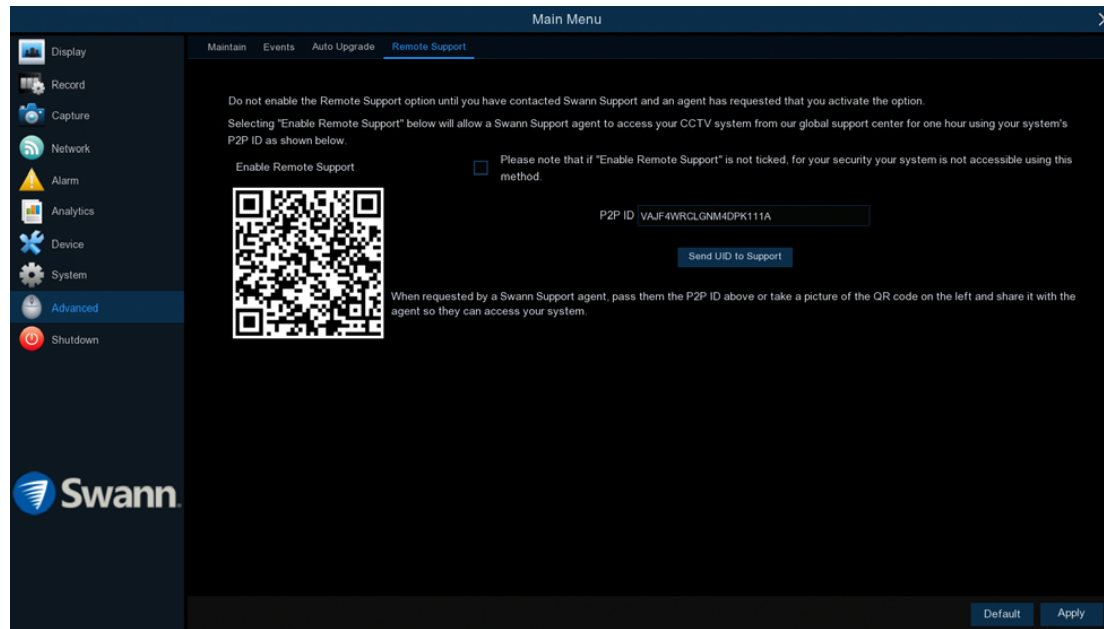 Main Menu
X
Display
Record
Capture
Network
Alarm
Analytics
Device
System
Advanced
Shutdown
Swann.
Maintain Events Auto Upgrade Remote Support
Do not enable the Remote Support option until you have contacted Swann Support and an agent has requested that you activate the option.
Selecting "Enable Remote Support" below will allow a Swann Support agent to access your CCTV system from our global support center for one hour using your system's
P2P ID as shown below.
Enable Remote Support
Please note that if "Enable Remote Support" is not ticked, for your security your system is not accessible using this
method.
P2P ID VAJF4WRCLGNM4DPK111A
Send UID to Support
When requested by a Swann Support agent, pass them the P2P ID above or take a picture of the QR code on the left and share it with the
agent so they can access your system.
Default Apply